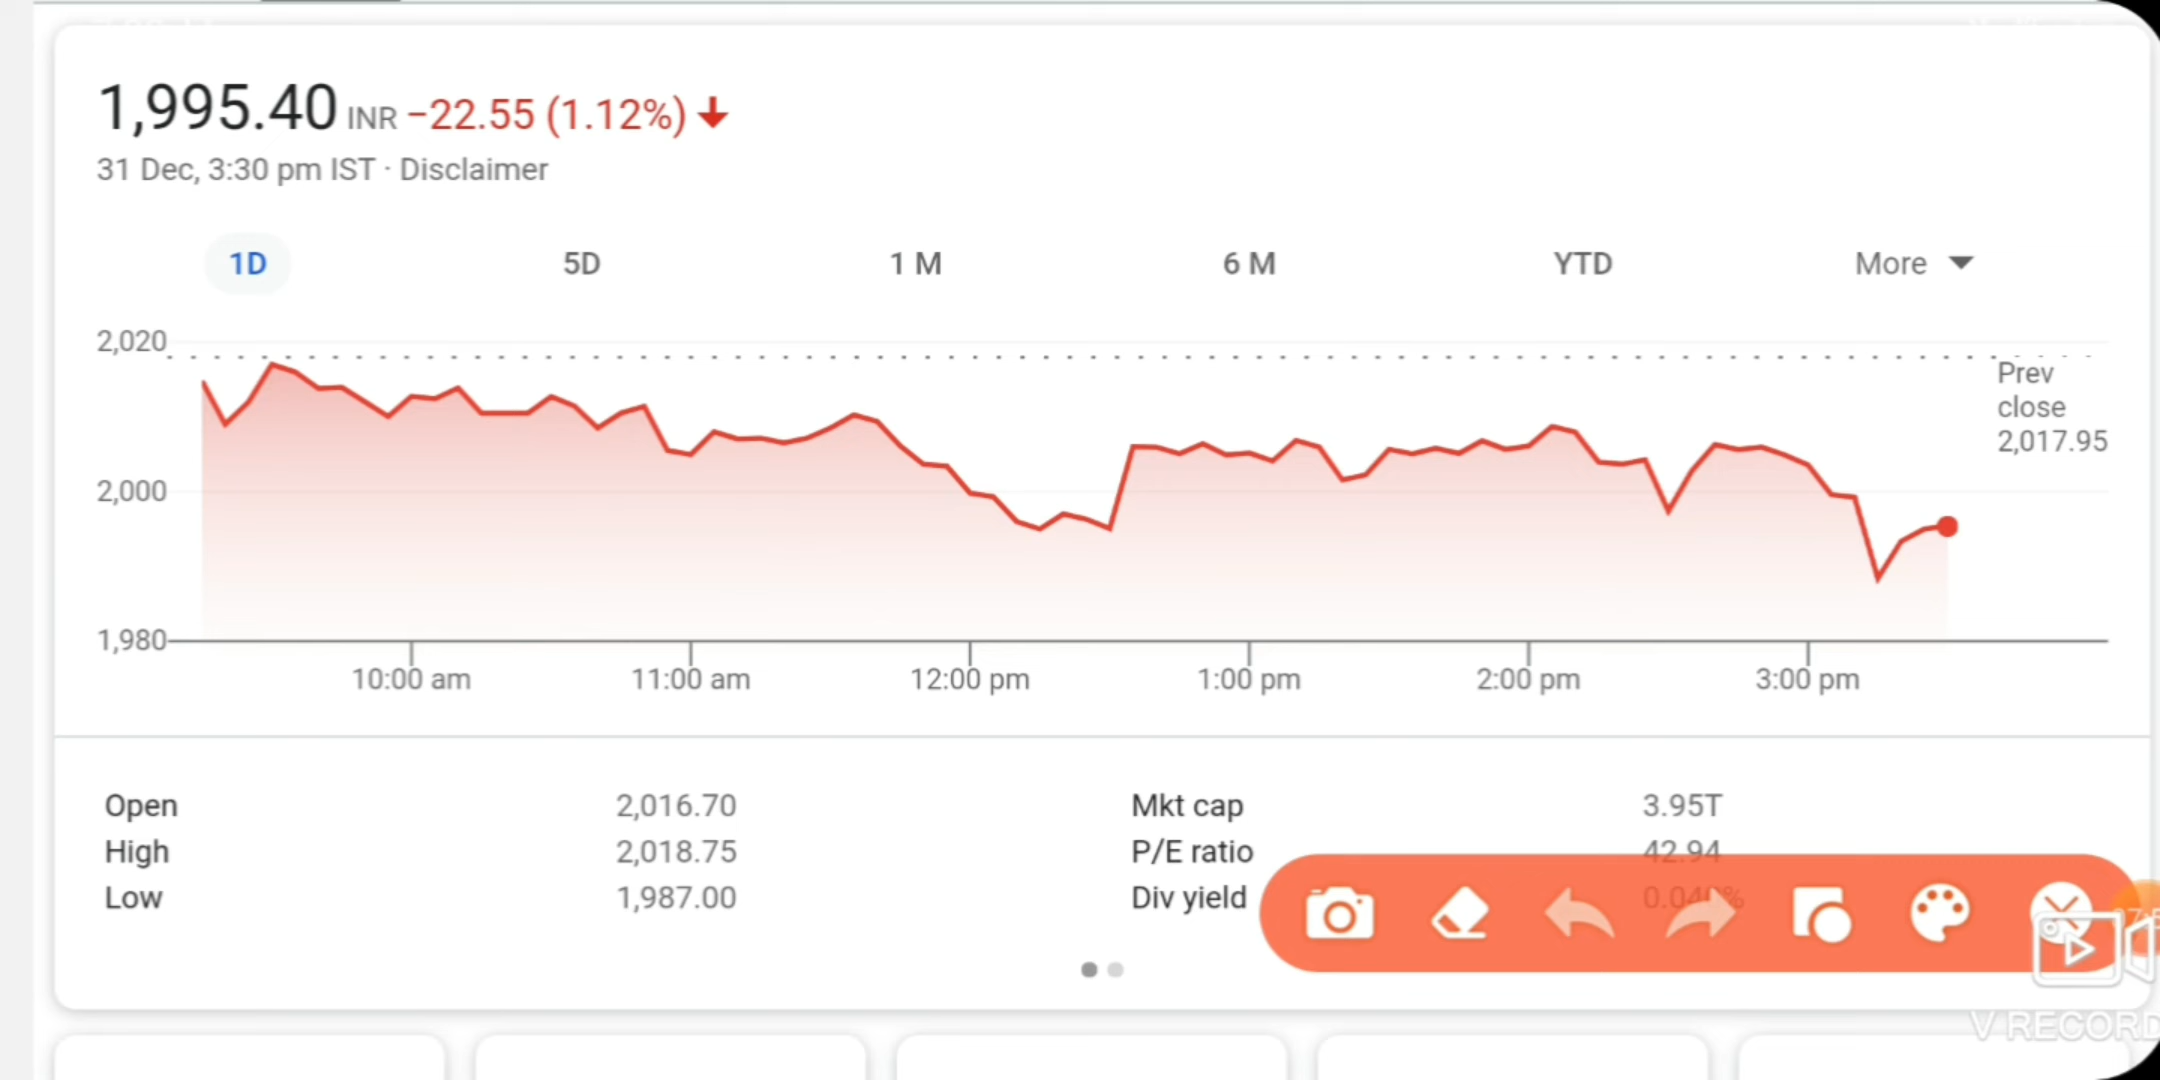 1,995.40 INR −22.55 (1.12%)
31 Dec, 3:30 pm IST · Disclaimer
1D 5D 1 M 6 M YTD More
2,020
Prev
close
2,017.95
2,000
1,980
10:00 am 11:00 am 12:00 pm 1:00 pm 2:00 pm 3:00 pm
Open 2,016.70 Mkt cap 3.95T
High 2,018.75 P/E ratio 42.94
Low 1,987.00 Div yield
V RECORD